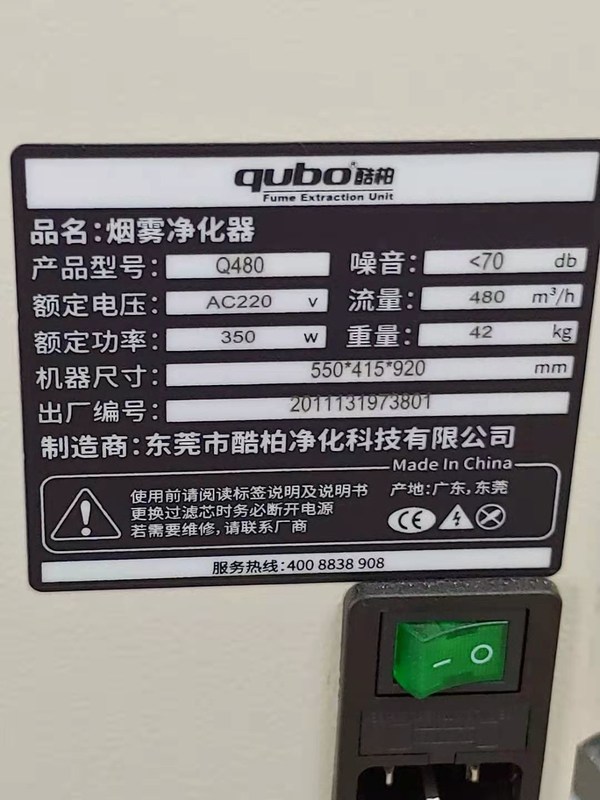 qubo®酷柏
Fume Extraction Unit
品名:烟雾净化器
产品型号: Q480 噪音: <70 db
额定电压: AC220 v 流量: 480 m³/h
额定功率: 350 w 重量: 42 kg
机器尺寸: 550*415*920 mm
出厂编号: 2011131973801
制造商:东莞市酷柏净化科技有限公司
Made In China
使用前请阅读标签说明及说明书
更换过滤芯时务必断开电源
若需要维修,请联系厂商
产地:广东,东莞
CE
服务热线:400 8838 908